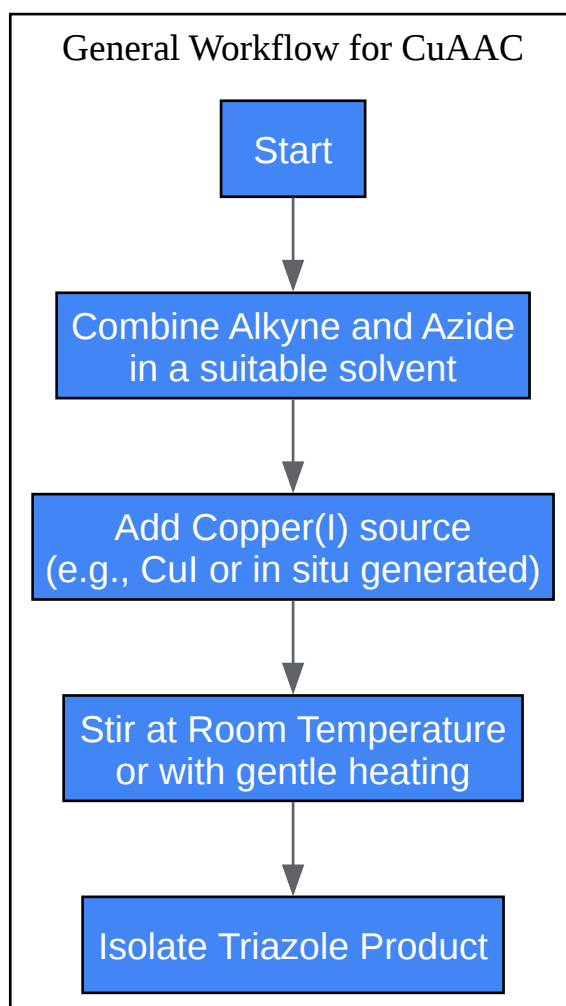 General Workflow for CuAAC
Start
Combine Alkyne and Azide
in a suitable solvent
Add Copper(I) source
(e.g., CuI or in situ generated)
Stir at Room Temperature
or with gentle heating
Isolate Triazole Product